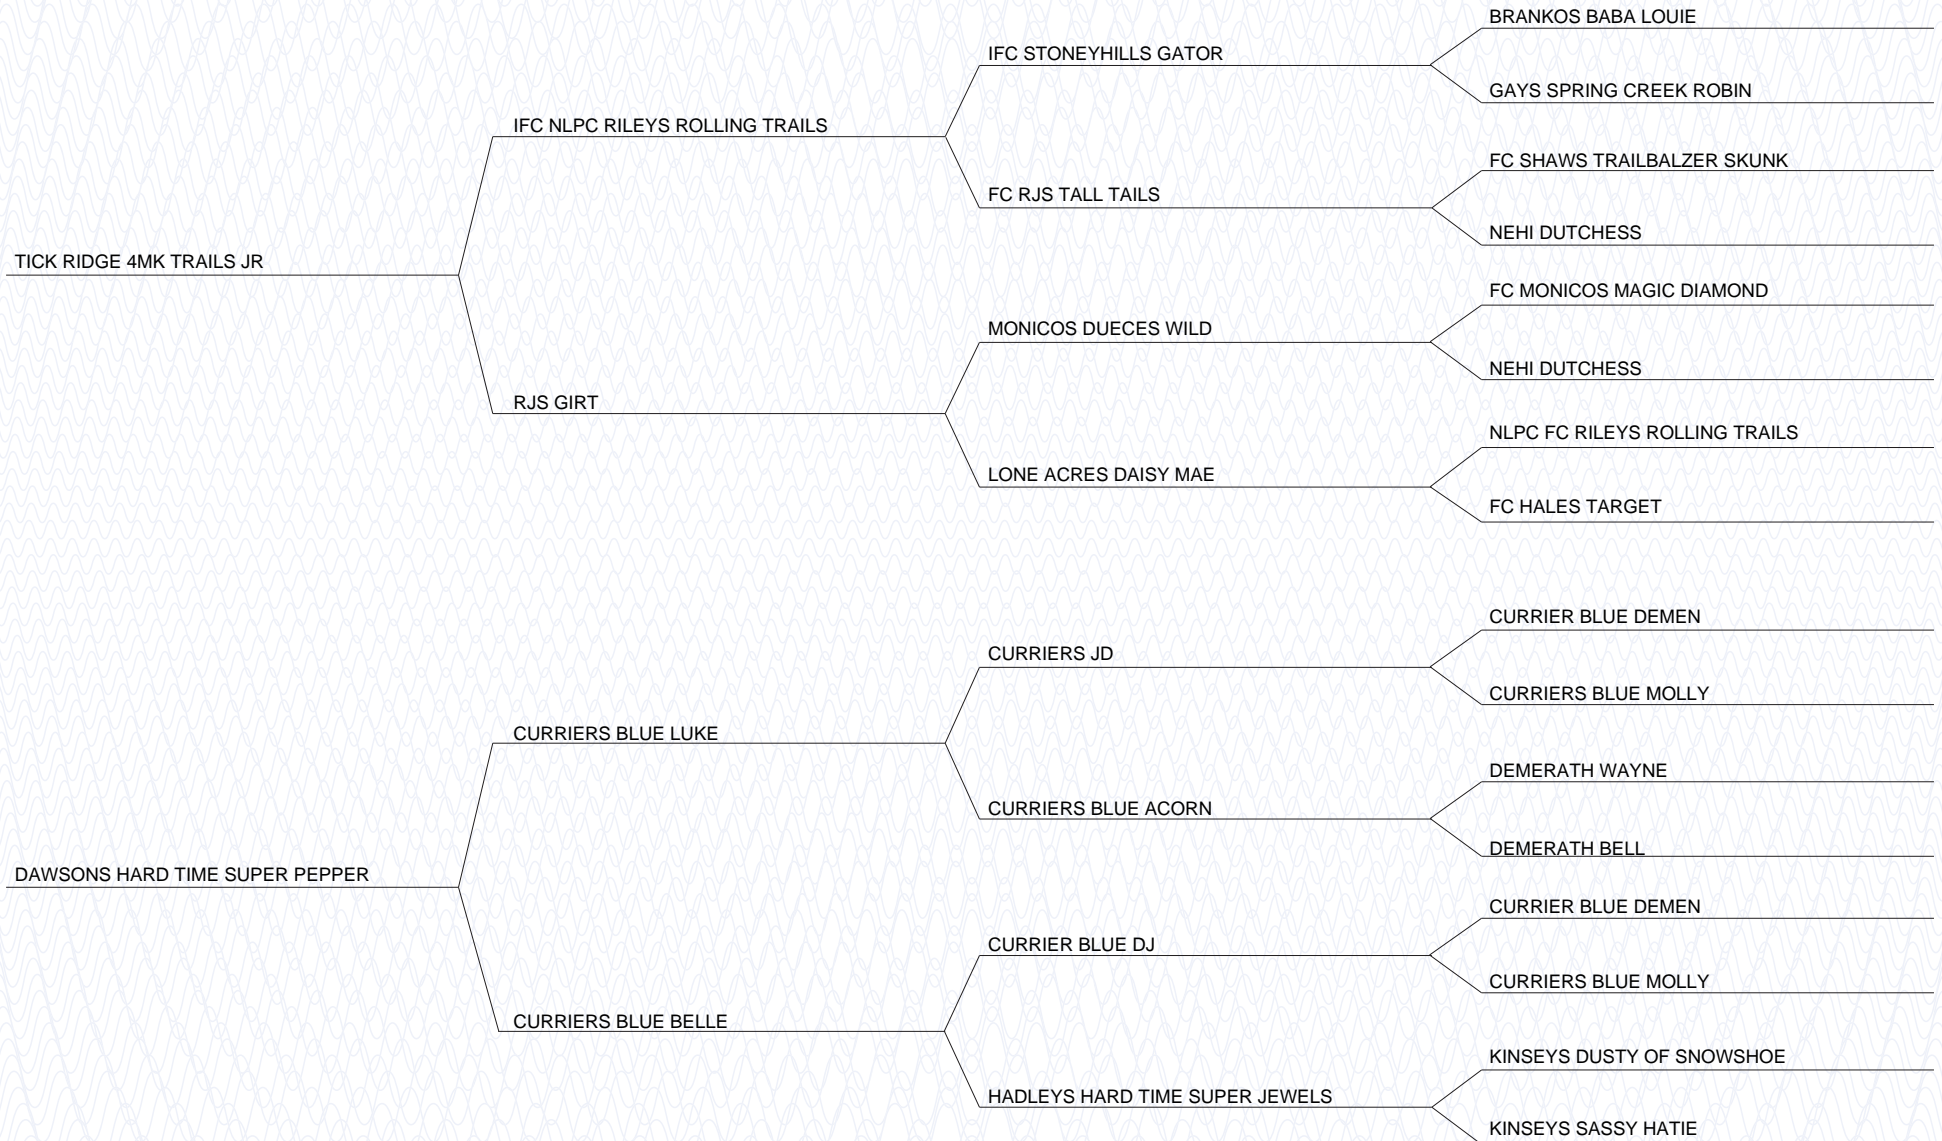 BRANKOS BABA LOUIE
IFC STONEYHILLS GATOR
GAYS SPRING CREEK ROBIN
IFC NLPC RILEYS ROLLING TRAILS
FC SHAWS TRAILBALZER SKUNK
FC RJS TALL TAILS
NEHI DUTCHESS
TICK RIDGE 4MK TRAILS JR
FC MONICOS MAGIC DIAMOND
MONICOS DUECES WILD
NEHI DUTCHESS
RJS GIRT
NLPC FC RILEYS ROLLING TRAILS
LONE ACRES DAISY MAE
FC HALES TARGET
CURRIER BLUE DEMEN
CURRIERS JD
CURRIERS BLUE MOLLY
CURRIERS BLUE LUKE
DEMERATH WAYNE
CURRIERS BLUE ACORN
DEMERATH BELL
DAWSONS HARD TIME SUPER PEPPER
CURRIER BLUE DEMEN
CURRIER BLUE DJ
CURRIERS BLUE MOLLY
CURRIERS BLUE BELLE
KINSEYS DUSTY OF SNOWSHOE
HADLEYS HARD TIME SUPER JEWELS
KINSEYS SASSY HATIE